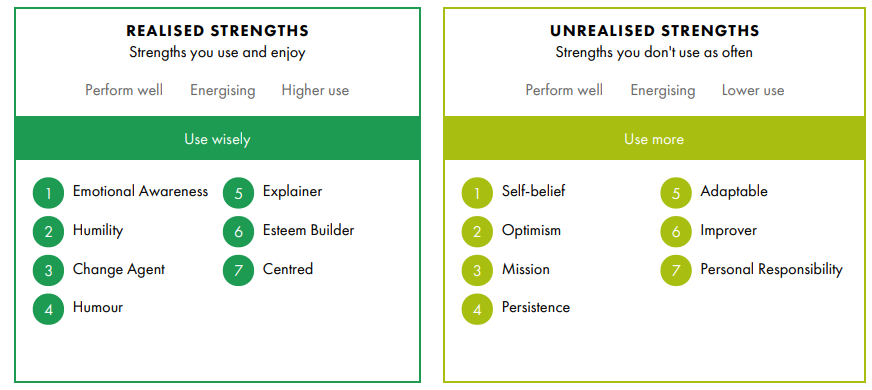 REALISED STRENGTHS
Strengths you use and enjoy
Perform well Energising Higher use
Use wisely
1 Emotional Awareness
2 Humility
3 Change Agent
4 Humour
5 Explainer
6 Esteem Builder
7 Centred
UNREALISED STRENGTHS
Strengths you don't use as often
Perform well Energising Lower use
Use more
1 Self-belief
2 Optimism
3 Mission
4 Persistence
5 Adaptable
6 Improver
7 Personal Responsibility